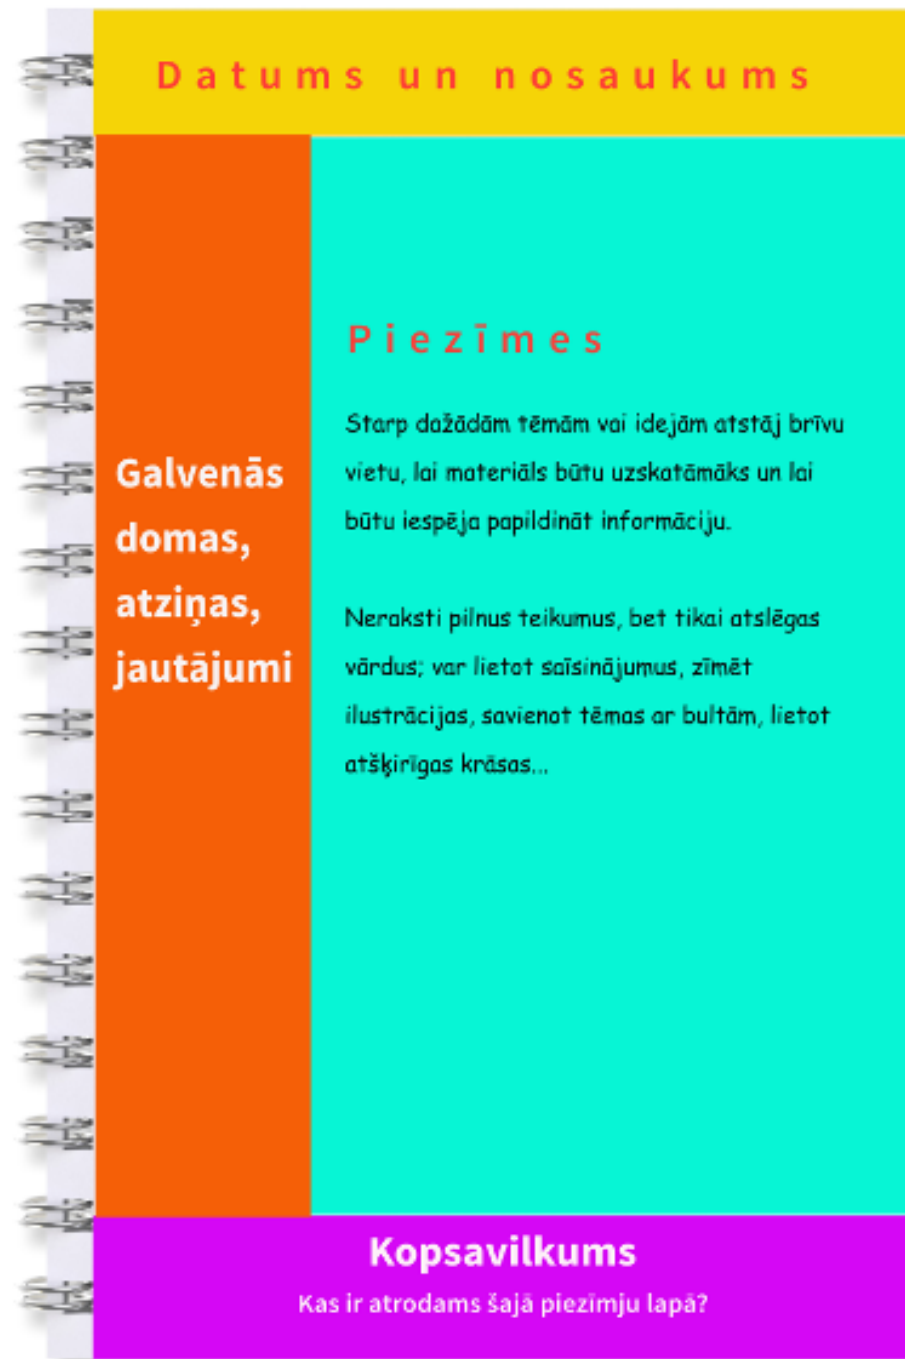 Datums un nosaukums
Piezīmes
Starp dažādām tēmām vai idejām atstāj brīvu
vietu, lai materiāls būtu uzskatāmāks un lai
būtu iespēja papildināt informāciju.
Neraksti pilnus teikumus, bet tikai atslēgas
vārdus; var lietot saīsinājumus, zīmēt
ilustrācijas, savienot tēmas ar bultām, lietot
atšķirīgas krāsas...
Galvenās
domas,
atziņas,
jautājumi
Kopsavilkums
Kas ir atrodams šajā piezīmju lapā?